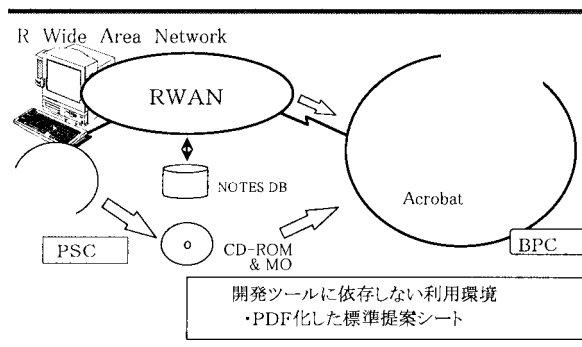 R Wide Area Network
RWAN
NOTES DB
Acrobat
PSC
CD-ROM
& MO
BPC
開発ツールに依存しない利用環境
・PDF化した標準提案シート